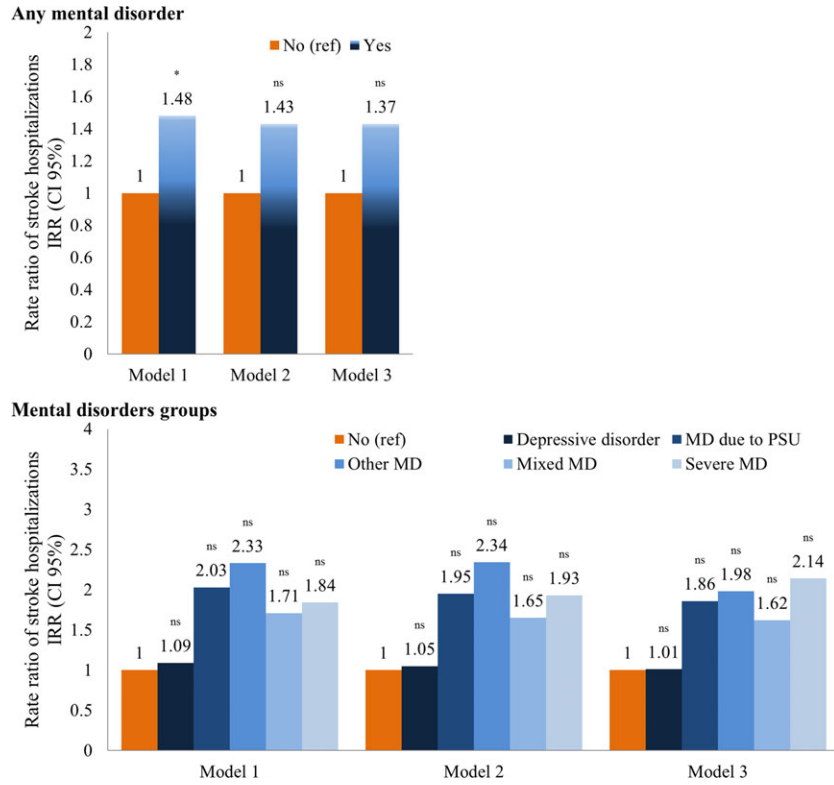 Any mental disorder
2
1.8
1.6
1.4
1.2
1
0.8
0.6
0.4
0.2
0
Rate ratio of stroke hospitalizations
IRR (CI 95%)
No (ref) Yes
* ns ns
1.48 1.43 1.37
1 1 1
Model 1 Model 2 Model 3
Mental disorders groups
4
3.5
3
2.5
2
1.5
1
0.5
0
Rate ratio of stroke hospitalizations
IRR (CI 95%)
No (ref) Depressive disorder MD due to PSU
Other MD Mixed MD Severe MD
ns ns ns ns ns
1 1.09 2.03 2.33 1.71 1.84
ns ns ns ns ns
1 1.05 1.95 2.34 1.65 1.93
ns ns ns ns ns
1 1.01 1.86 1.98 1.62 2.14
Model 1 Model 2 Model 3